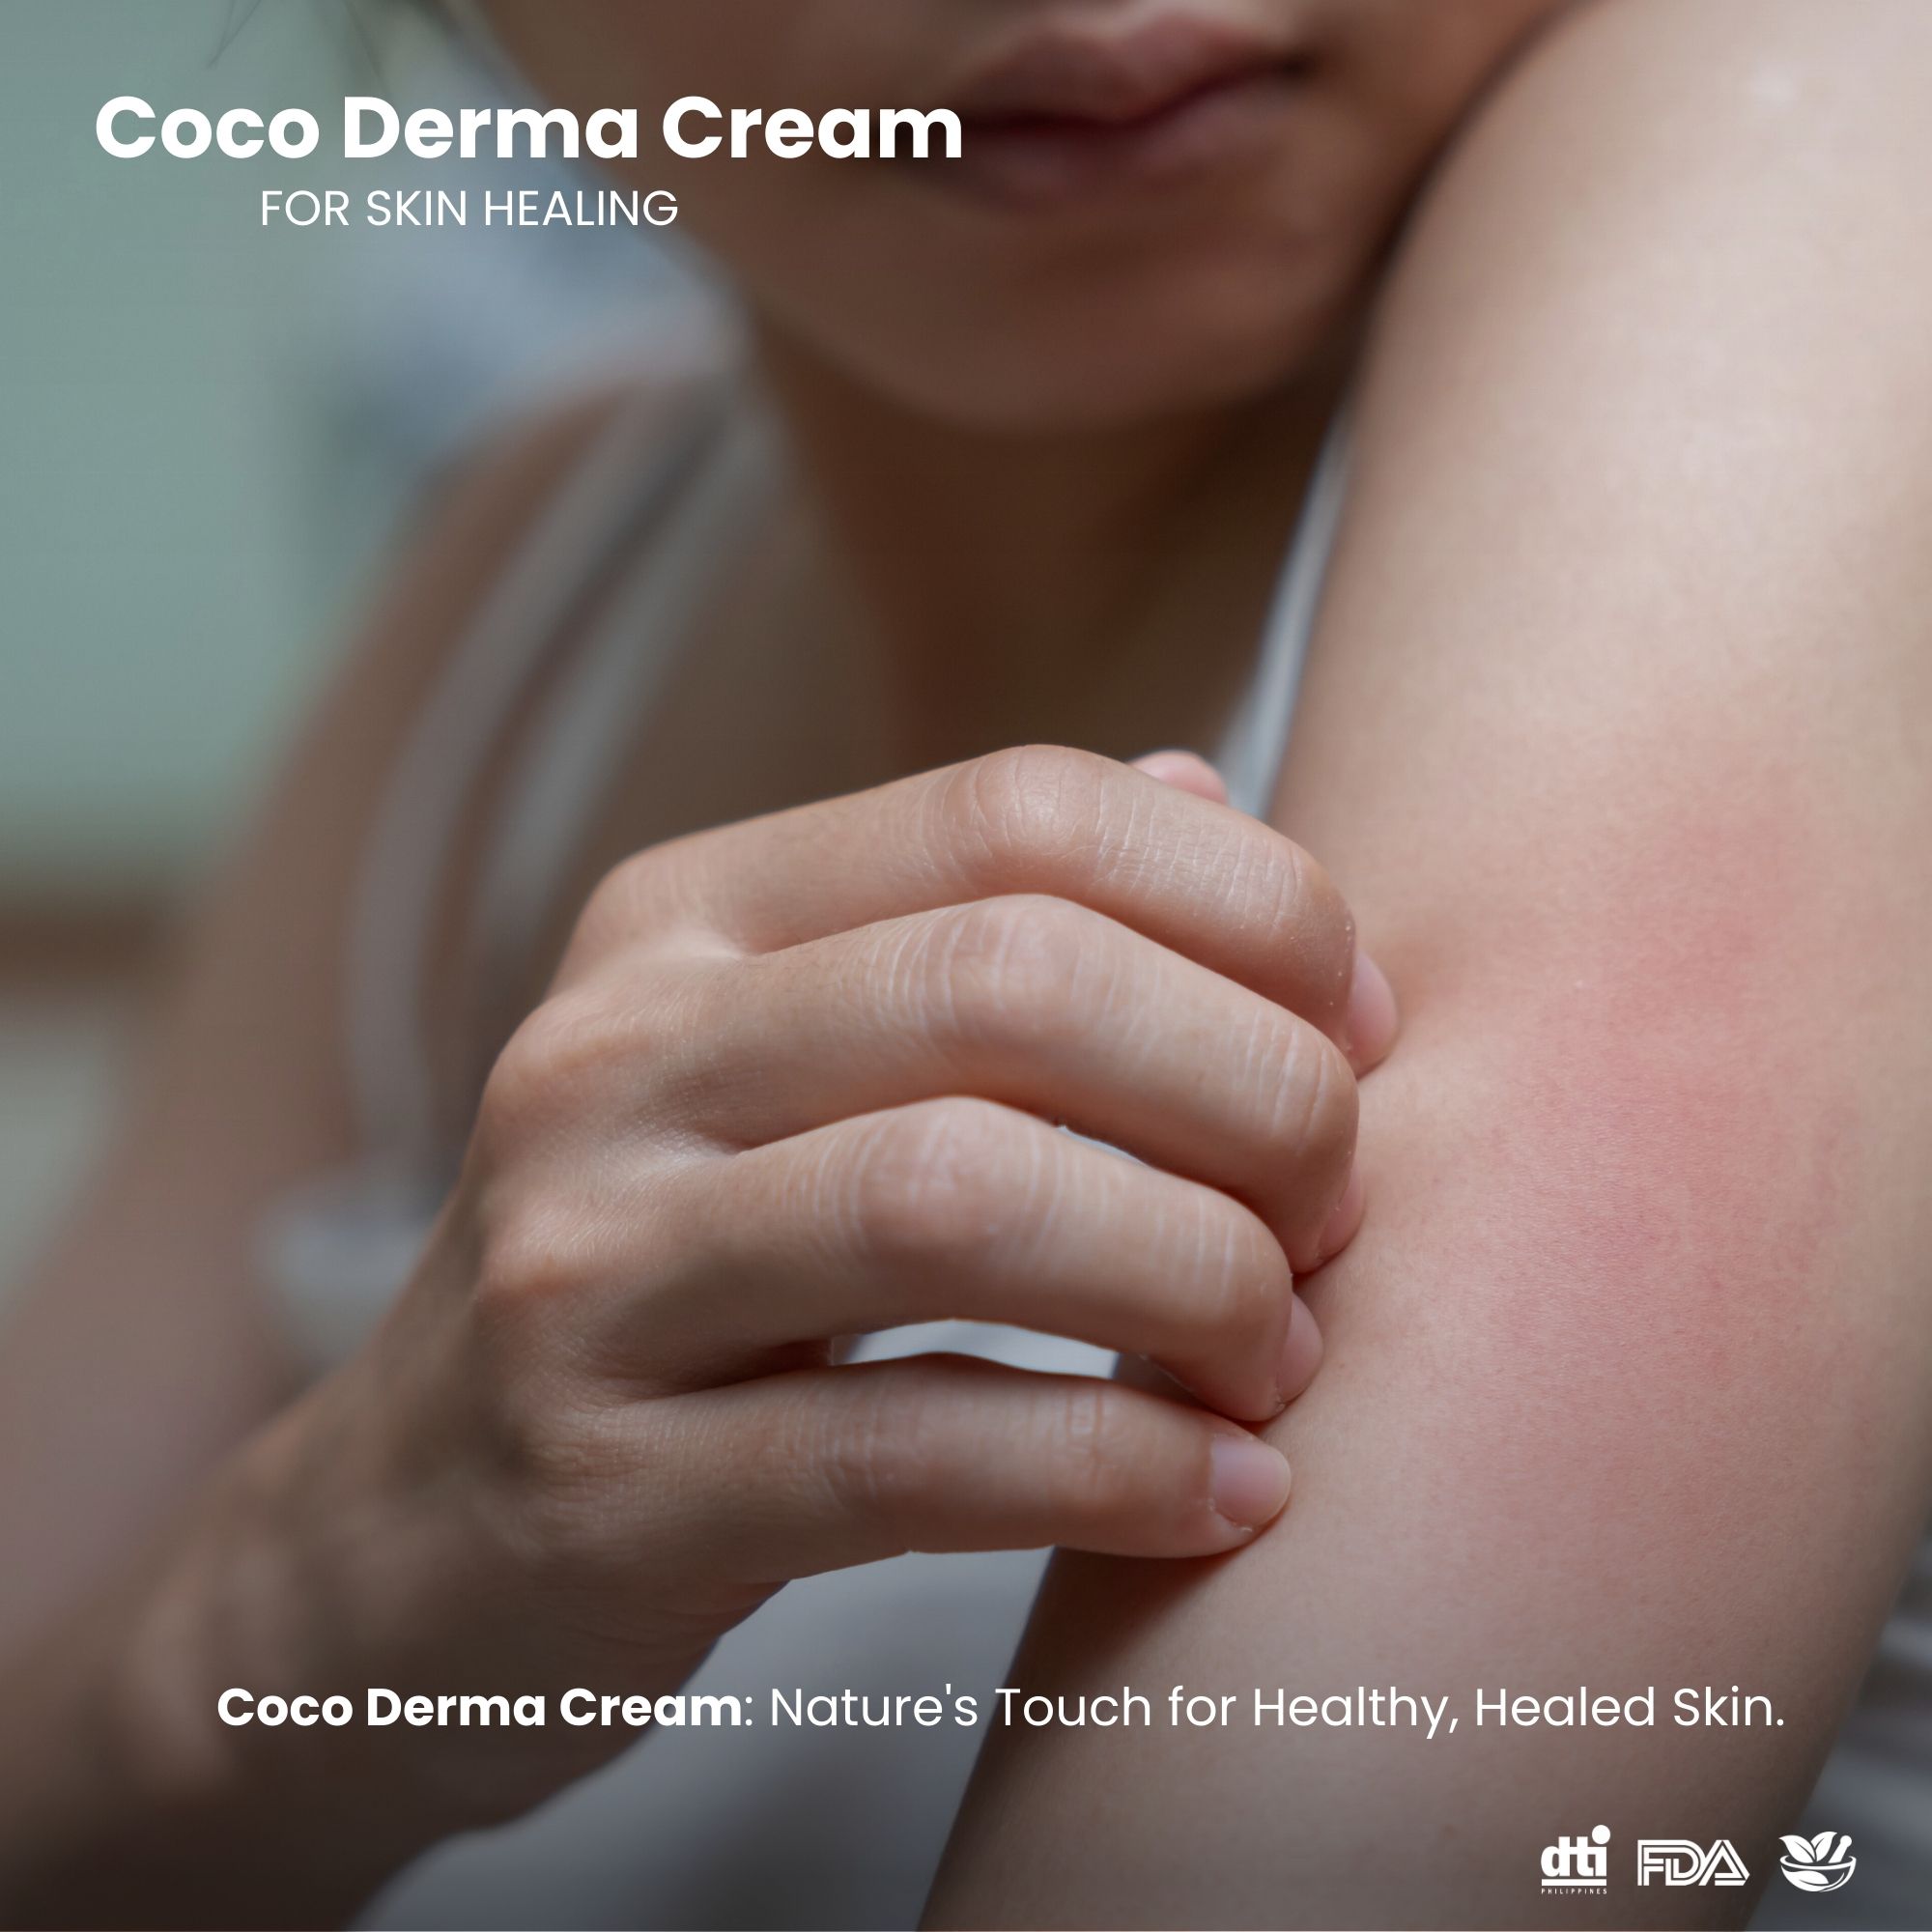 Coco Derma Cream
FOR SKIN HEALING
Coco Derma Cream: Nature's Touch for Healthy, Healed Skin.
dti FDA
PHILIPPINES